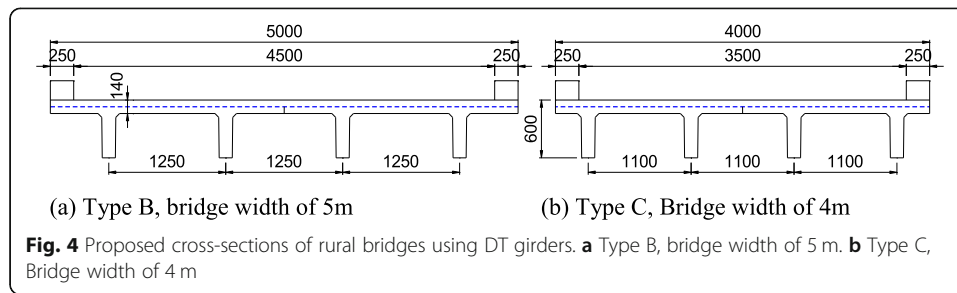 5000
250 4500 250
140
1250 1250 1250
(a) Type B, bridge width of 5m
4000
250 3500 250
600
1100 1100 1100
(b) Type C, Bridge width of 4m
Fig. 4 Proposed cross-sections of rural bridges using DT girders. a Type B, bridge width of 5 m. b Type C,
Bridge width of 4 m